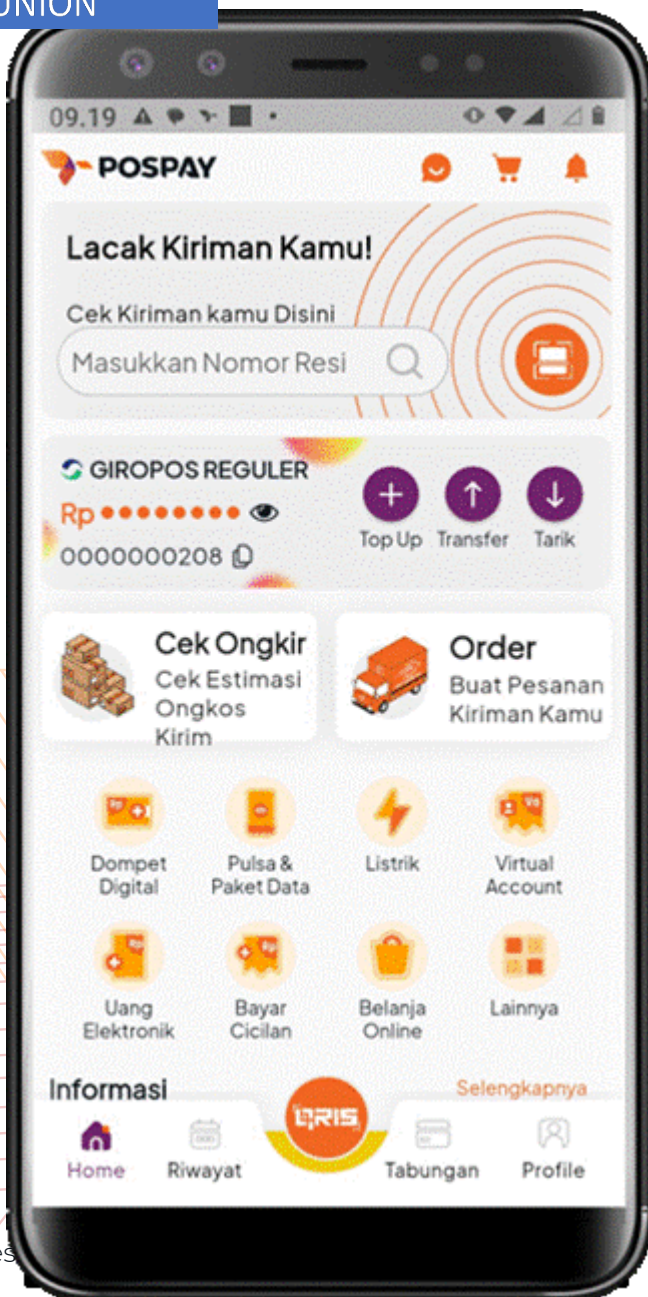 UNION
09.19
POSPAY
Lacak Kiriman Kamu!
Cek Kiriman kamu Disini
Masukkan Nomor Resi
GIROPOS REGULER
Rp
0000000208
Top Up Transfer Tarik
Cek Ongkir
Cek Estimasi
Ongkos
Kirim
Order
Buat Pesanan
Kiriman Kamu
Dompet
Digital
Pulsa &
Paket Data
Listrik
Virtual
Account
Uang
Elektronik
Bayar
Cicilan
Belanja
Online
Lainnya
Informasi
Selengkapnya
QRIS
Home
Riwayat
Tabungan
Profile